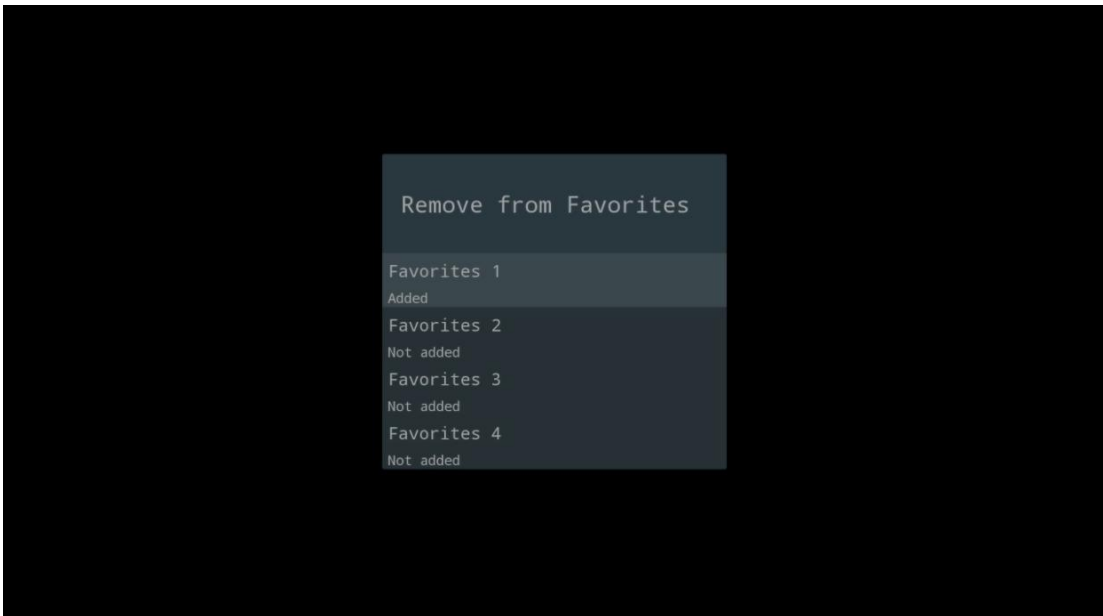 Remove from Favorites
Favorites 1
Added
Favorites 2
Not added
Favorites 3
Not added
Favorites 4
Not added